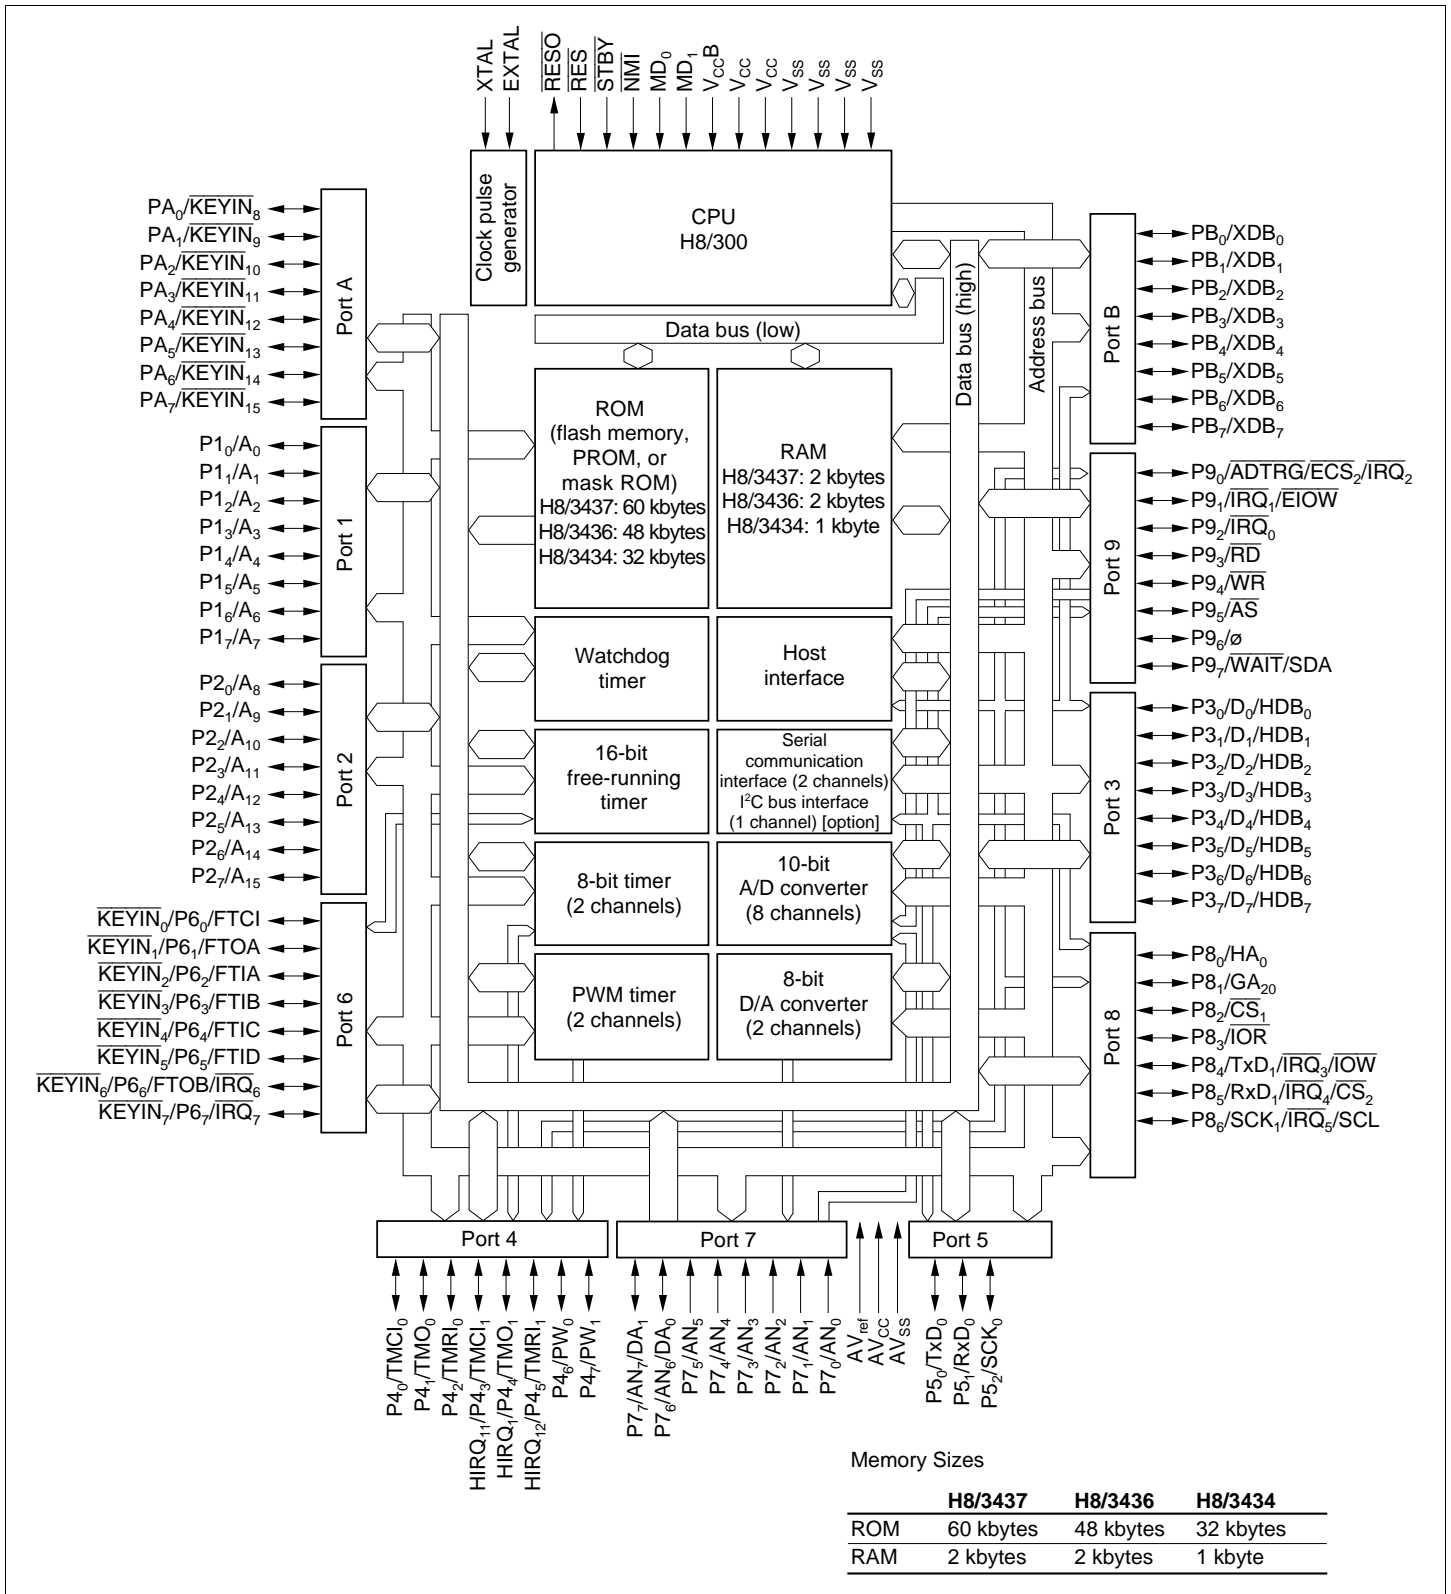 XTAL
EXTAL
RESO
RES
STBY
NMI
MD0
MD1
VCCB
VCC
VCC
VSS
VSS
VSS
VSS
Clock pulse
generator
CPU
H8/300
Data bus (low)
Data bus (high)
Address bus
Port A
PA0/KEYIN8
PA1/KEYIN9
PA2/KEYIN10
PA3/KEYIN11
PA4/KEYIN12
PA5/KEYIN13
PA6/KEYIN14
PA7/KEYIN15
Port 1
P10/A0
P11/A1
P12/A2
P13/A3
P14/A4
P15/A5
P16/A6
P17/A7
Port 2
P20/A8
P21/A9
P22/A10
P23/A11
P24/A12
P25/A13
P26/A14
P27/A15
Port 6
KEYIN0/P60/FTCI
KEYIN1/P61/FTOA
KEYIN2/P62/FTIA
KEYIN3/P63/FTIB
KEYIN4/P64/FTIC
KEYIN5/P65/FTID
KEYIN6/P66/FTOB/IRQ6
KEYIN7/P67/IRQ7
ROM
(flash memory,
PROM, or
mask ROM)
H8/3437: 60 kbytes
H8/3436: 48 kbytes
H8/3434: 32 kbytes
RAM
H8/3437: 2 kbytes
H8/3436: 2 kbytes
H8/3434: 1 kbyte
Watchdog
timer
Host
interface
16-bit
free-running
timer
Serial
communication
interface (2 channels)
I²C bus interface
(1 channel) [option]
8-bit timer
(2 channels)
10-bit
A/D converter
(8 channels)
PWM timer
(2 channels)
8-bit
D/A converter
(2 channels)
Port B
PB0/XDB0
PB1/XDB1
PB2/XDB2
PB3/XDB3
PB4/XDB4
PB5/XDB5
PB6/XDB6
PB7/XDB7
Port 9
P90/ADTRG/ECS2/IRQ2
P91/IRQ1/EIOW
P92/IRQ0
P93/RD
P94/WR
P95/AS
P96/ø
P97/WAIT/SDA
Port 3
P30/D0/HDB0
P31/D1/HDB1
P32/D2/HDB2
P33/D3/HDB3
P34/D4/HDB4
P35/D5/HDB5
P36/D6/HDB6
P37/D7/HDB7
Port 8
P80/HA0
P81/GA20
P82/CS1
P83/IOR
P84/TxD1/IRQ3/IOW
P85/RxD1/IRQ4/CS2
P86/SCK1/IRQ5/SCL
Port 4
P40/TMCI0
P41/TMO0
P42/TMRI0
HIRQ11/P43/TMCI1
HIRQ1/P44/TMO1
HIRQ12/P45/TMRI1
P46/PW0
P47/PW1
Port 7
P77/AN7/DA1
P76/AN6/DA0
P75/AN5
P74/AN4
P73/AN3
P72/AN2
P71/AN1
P70/AN0
AVref
AVCC
AVSS
Port 5
P50/TxD0
P51/RxD0
P52/SCK0
Memory Sizes
H8/3437 H8/3436 H8/3434
ROM 60 kbytes 48 kbytes 32 kbytes
RAM 2 kbytes 2 kbytes 1 kbyte